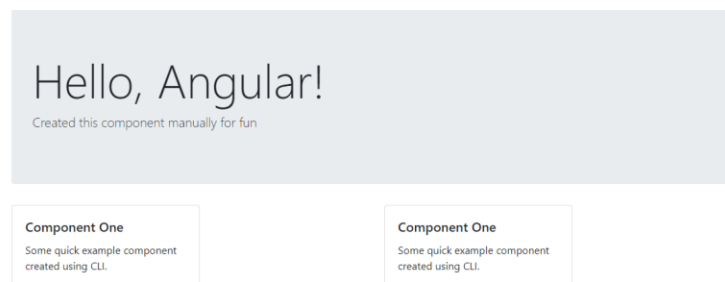 Hello, Angular!
Created this component manually for fun
Component One
Some quick example component
created using CLI.
Component One
Some quick example component
created using CLI.